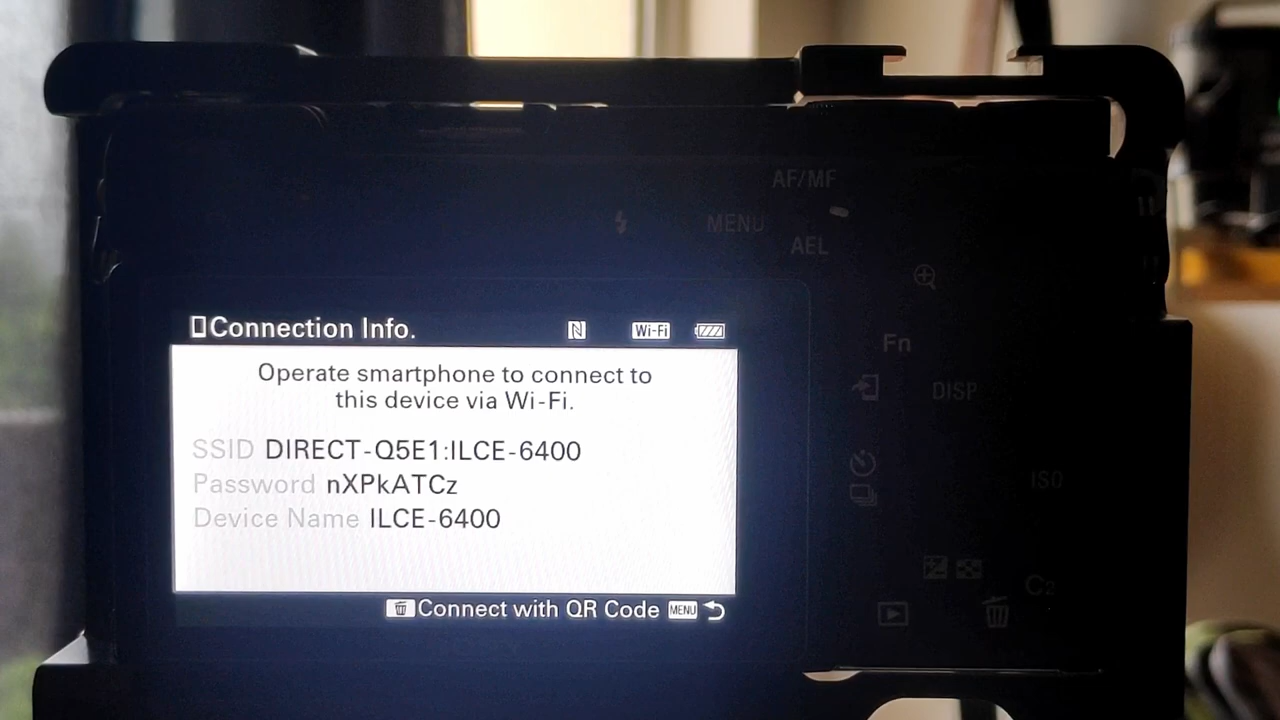 AF/MF
MENU
AEL
Connection Info.
Wi-Fi
Fn
Operate smartphone to connect to
this device via Wi-Fi.
DISP
SSID DIRECT-Q5E1:ILCE-6400
Password nXPkATCz
ISO
Device Name ILCE-6400
C2
Connect with QR Code MENU